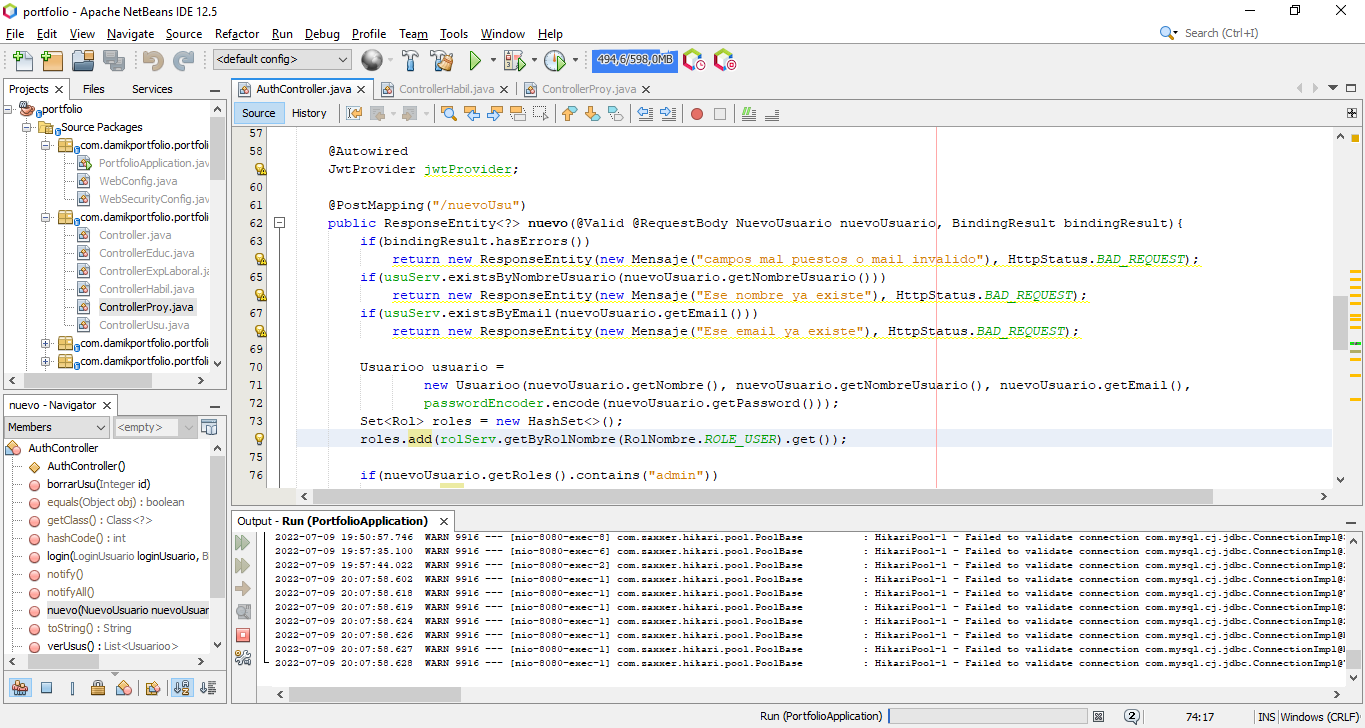 portfolio - Apache NetBeans IDE 12.5
File Edit View Navigate Source Refactor Run Debug Profile Team Tools Window Help
Search (Ctrl+I)
<default config>
494,6/598,0MB
Projects Files Services
AuthController.java ControllerHabil.java ControllerProy.java
Source History
portfolio
Source Packages
com.damikportfolio.portfoli
PortfolioApplication.jav
WebConfig.java
WebSecurityConfig.jav
com.damikportfolio.portfoli
Controller.java
ControllerEduc.java
ControllerExpLaboral.ja
ControllerHabil.java
ControllerProy.java
ControllerUsu.java
com.damikportfolio.portfoli
com.damikportfolio.portfoli
57
58 @Autowired
JwtProvider jwtProvider;
60
61 @PostMapping("/nuevoUsu")
62 public ResponseEntity<?> nuevo(@Valid @RequestBody NuevoUsuario nuevoUsuario, BindingResult bindingResult){
63 if(bindingResult.hasErrors())
return new ResponseEntity(new Mensaje("campos mal puestos o mail invalido"), HttpStatus.BAD_REQUEST);
65 if(usuServ.existsByNombreUsuario(nuevoUsuario.getNombreUsuario()))
return new ResponseEntity(new Mensaje("Ese nombre ya existe"), HttpStatus.BAD_REQUEST);
67 if(usuServ.existsByEmail(nuevoUsuario.getEmail()))
return new ResponseEntity(new Mensaje("Ese email ya existe"), HttpStatus.BAD_REQUEST);
69
70 Usuarioo usuario =
71 new Usuarioo(nuevoUsuario.getNombre(), nuevoUsuario.getNombreUsuario(), nuevoUsuario.getEmail(),
72 passwordEncoder.encode(nuevoUsuario.getPassword()));
73 Set<Rol> roles = new HashSet<>();
roles.add(rolServ.getByRolNombre(RolNombre.ROLE_USER).get());
75
76 if(nuevoUsuario.getRoles().contains("admin"))
nuevo - Navigator
Members <empty>
AuthController
AuthController()
borrarUsu(Integer id)
equals(Object obj) : boolean
getClass() : Class<?>
hashCode() : int
login(LoginUsuario loginUsuario, B
notify()
notifyAll()
nuevo(NuevoUsuario nuevoUsuar
toString() : String
verUsus() : List<Usuarioo>
Output - Run (PortfolioApplication)
2022-07-09 19:50:57.746 WARN 9916 --- [nio-8080-exec-8] com.zaxxer.hikari.pool.PoolBase : HikariPool-1 - Failed to validate connection com.mysql.cj.jdbc.ConnectionImpl@
2022-07-09 19:57:35.100 WARN 9916 --- [nio-8080-exec-6] com.zaxxer.hikari.pool.PoolBase : HikariPool-1 - Failed to validate connection com.mysql.cj.jdbc.ConnectionImpl@
2022-07-09 19:57:44.022 WARN 9916 --- [nio-8080-exec-2] com.zaxxer.hikari.pool.PoolBase : HikariPool-1 - Failed to validate connection com.mysql.cj.jdbc.ConnectionImpl@
2022-07-09 20:07:58.602 WARN 9916 --- [nio-8080-exec-1] com.zaxxer.hikari.pool.PoolBase : HikariPool-1 - Failed to validate connection com.mysql.cj.jdbc.ConnectionImpl@
2022-07-09 20:07:58.618 WARN 9916 --- [nio-8080-exec-1] com.zaxxer.hikari.pool.PoolBase : HikariPool-1 - Failed to validate connection com.mysql.cj.jdbc.ConnectionImpl@
2022-07-09 20:07:58.619 WARN 9916 --- [nio-8080-exec-1] com.zaxxer.hikari.pool.PoolBase : HikariPool-1 - Failed to validate connection com.mysql.cj.jdbc.ConnectionImpl@
2022-07-09 20:07:58.624 WARN 9916 --- [nio-8080-exec-1] com.zaxxer.hikari.pool.PoolBase : HikariPool-1 - Failed to validate connection com.mysql.cj.jdbc.ConnectionImpl@
2022-07-09 20:07:58.626 WARN 9916 --- [nio-8080-exec-1] com.zaxxer.hikari.pool.PoolBase : HikariPool-1 - Failed to validate connection com.mysql.cj.jdbc.ConnectionImpl@
2022-07-09 20:07:58.627 WARN 9916 --- [nio-8080-exec-1] com.zaxxer.hikari.pool.PoolBase : HikariPool-1 - Failed to validate connection com.mysql.cj.jdbc.ConnectionImpl@
2022-07-09 20:07:58.628 WARN 9916 --- [nio-8080-exec-1] com.zaxxer.hikari.pool.PoolBase : HikariPool-1 - Failed to validate connection com.mysql.cj.jdbc.ConnectionImpl@
Run (PortfolioApplication) 2 74:17 INS Windows (CRLF)